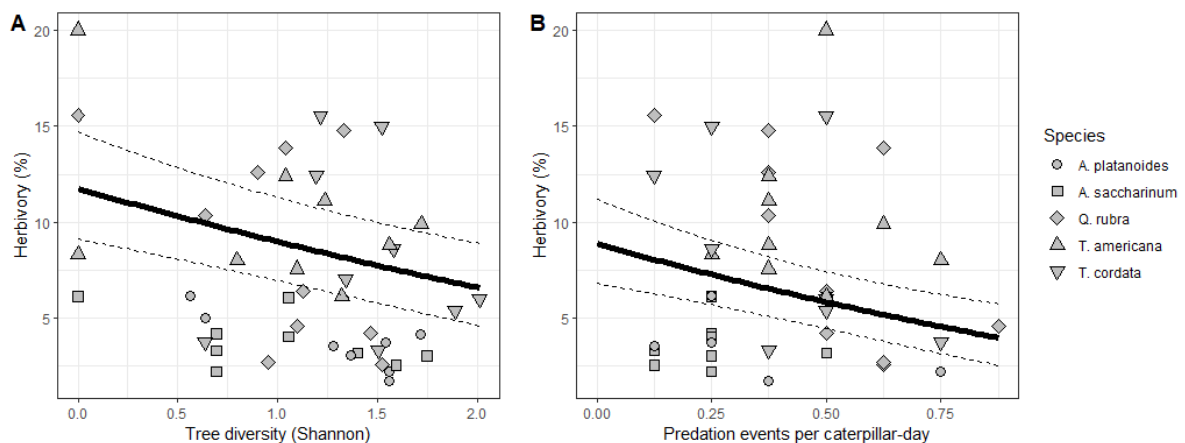 A
B
20
15
10
5
Herbivory (%)
0.0 0.5 1.0 1.5 2.0
Tree diversity (Shannon)
20
15
10
5
Herbivory (%)
0.00 0.25 0.50 0.75
Predation events per caterpillar-day
Species
A. platanoides
A. saccharinum
Q. rubra
T. americana
T. cordata